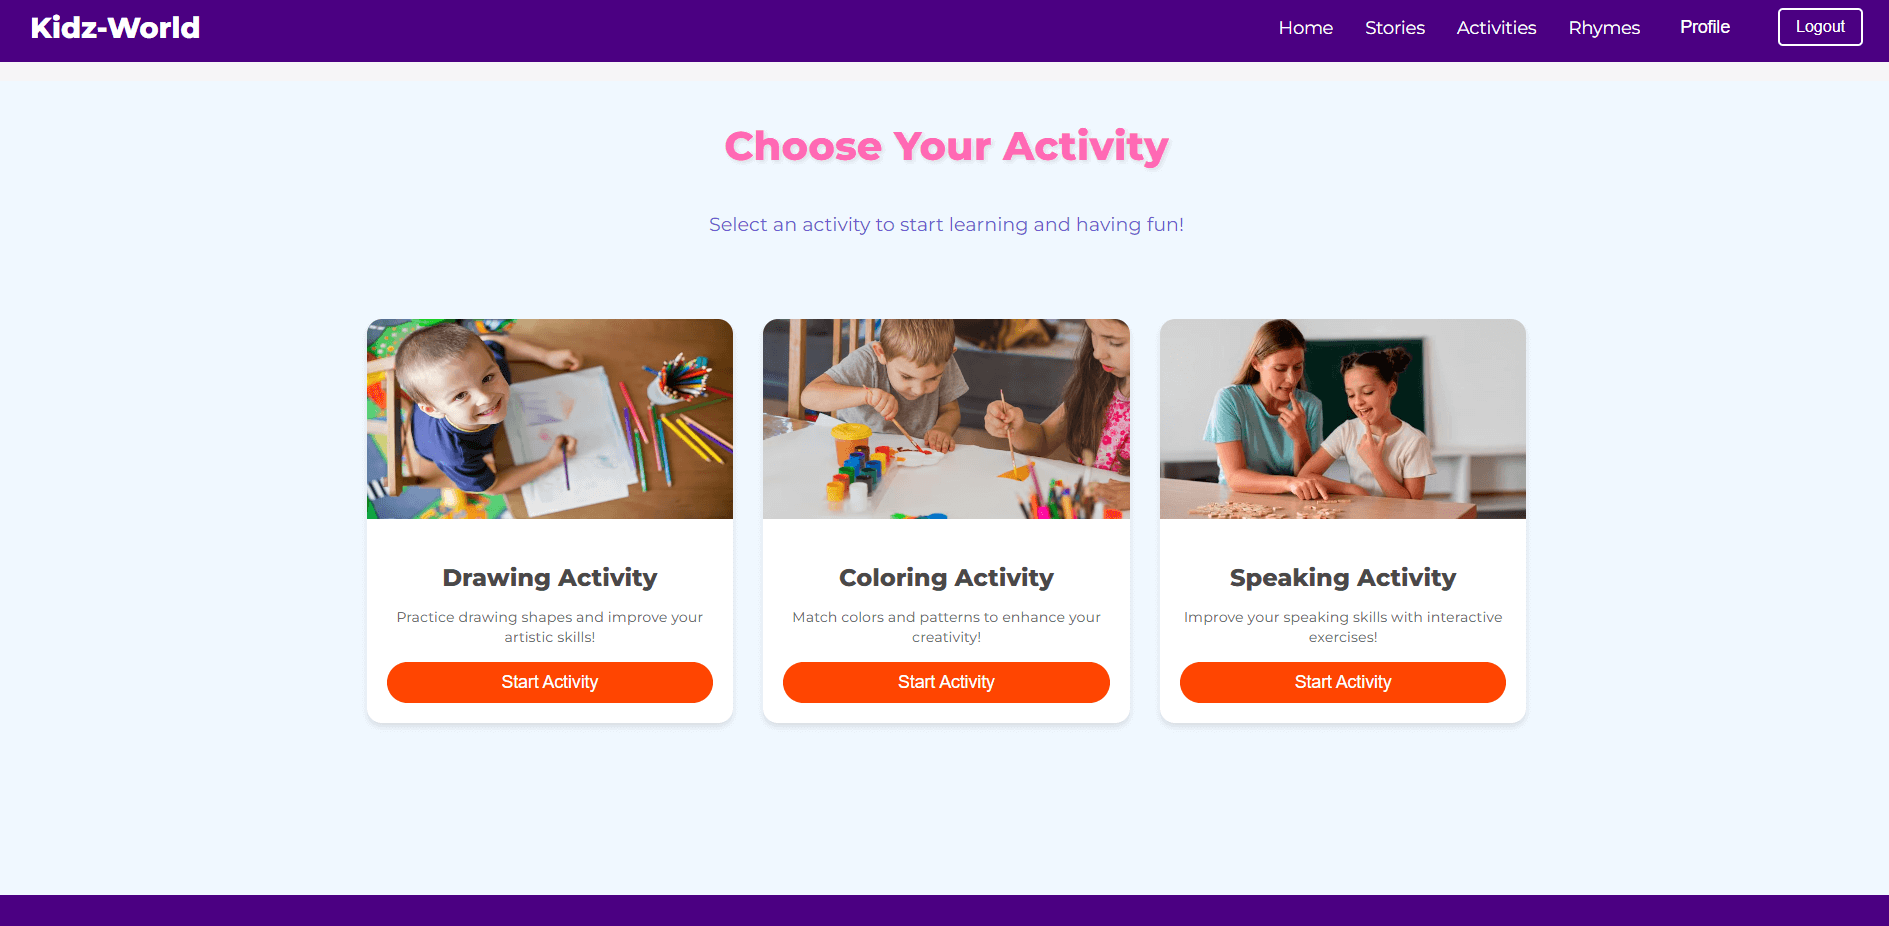 Kidz-World
Home Stories Activities Rhymes Profile Logout
Choose Your Activity
Select an activity to start learning and having fun!
Drawing Activity
Practice drawing shapes and improve your
artistic skills!
Start Activity
Coloring Activity
Match colors and patterns to enhance your
creativity!
Start Activity
Speaking Activity
Improve your speaking skills with interactive
exercises!
Start Activity